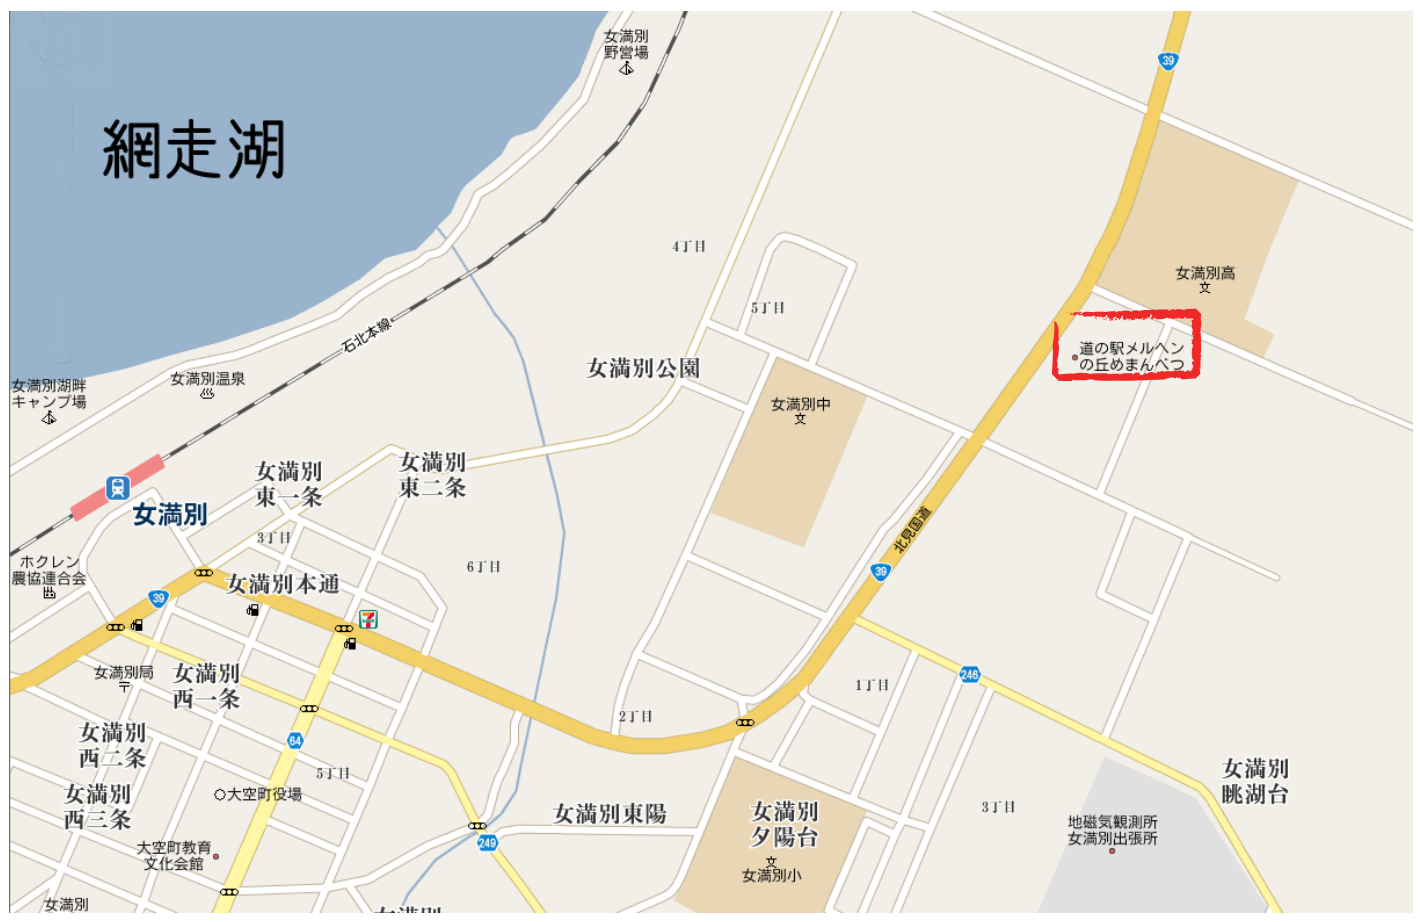 女満別
野営場
39
網走湖
4丁目
女満別高
5丁目
石北本線
道の駅メルヘン
の丘めまんべつ
女満別公園
女満別温泉
女満別湖畔
キャンプ場
女満別中
女満別
東二条
女満別
東一条
女満別
3丁目
北見国道
ホクレン
農協連合会
6丁目
39
女満別本通
39
7
女満別局
女満別
西一条
246
1丁目
2丁目
女満別
西二条
64
5丁目
女満別
眺湖台
女満別
西三条
大空町役場
女満別東陽
女満別
夕陽台
3丁目
地磁気観測所
女満別出張所
249
大空町教育
文化会館
文
女満別小
女満別
女満別